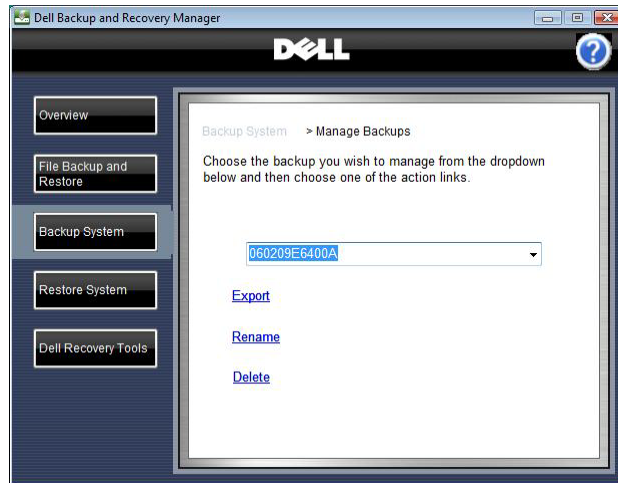 Dell Backup and Recovery Manager
DELL
?
Overview
File Backup and
Restore
Backup System
Restore System
Dell Recovery Tools
Backup System > Manage Backups
Choose the backup you wish to manage from the dropdown
below and then choose one of the action links.
060209E6400A
Export
Rename
Delete